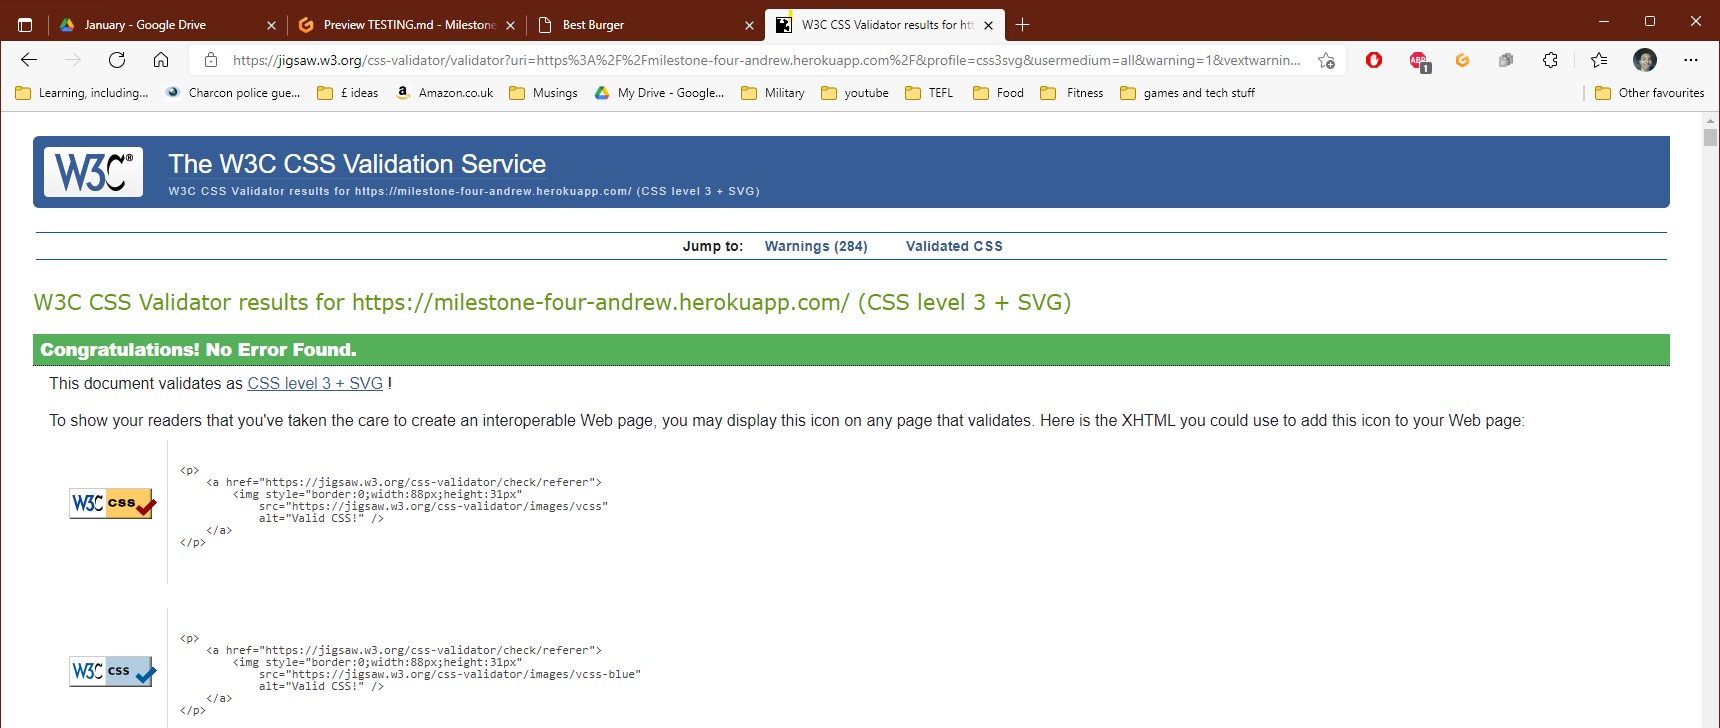 January - Google Drive
Preview TESTING.md - Milestone
Best Burger
W3C CSS Validator results for htt
https://jigsaw.w3.org/css-validator/validator?uri=https%3A%2F%2Fmilestone-four-andrew.herokuapp.com%2F&profile=css3svg&usermedium=all&warning=1&vextwarnin...
ABP
1
Learning, including...
Charcon police gue...
£ ideas
Amazon.co.uk
Musings
My Drive - Google...
Military
youtube
TEFL
Food
Fitness
games and tech stuff
Other favourites
W3C®
The W3C CSS Validation Service
W3C CSS Validator results for https://milestone-four-andrew.herokuapp.com/ (CSS level 3 + SVG)
Jump to: Warnings (284) Validated CSS
W3C CSS Validator results for https://milestone-four-andrew.herokuapp.com/ (CSS level 3 + SVG)
Congratulations! No Error Found.
This document validates as CSS level 3 + SVG !
To show your readers that you've taken the care to create an interoperable Web page, you may display this icon on any page that validates. Here is the XHTML you could use to add this icon to your Web page:
W3C css
<p>
<a href="https://jigsaw.w3.org/css-validator/check/referer">
<img style="border:0;width:88px;height:31px"
src="https://jigsaw.w3.org/css-validator/images/vcss"
alt="Valid CSS!" />
</a>
</p>
W3C css
<p>
<a href="https://jigsaw.w3.org/css-validator/check/referer">
<img style="border:0;width:88px;height:31px"
src="https://jigsaw.w3.org/css-validator/images/vcss-blue"
alt="Valid CSS!" />
</a>
</p>